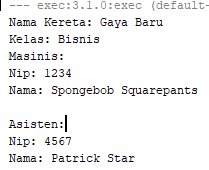 --- exec:3.1.0:exec (default-
Nama Kereta: Gaya Baru
Kelas: Bisnis
Masinis:
Nip: 1234
Nama: Spongebob Squarepants
Asisten:
Nip: 4567
Nama: Patrick Star